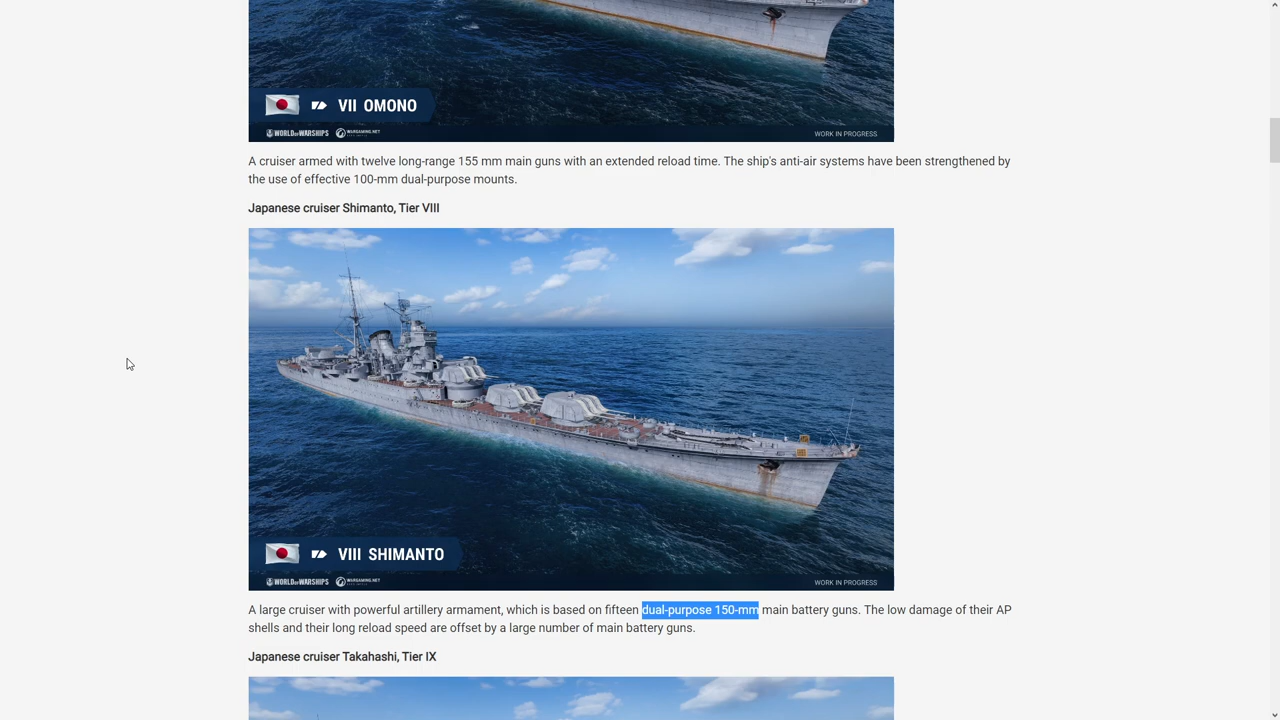 VII OMONO
WORLD OF WARSHIPS WARGAMING.NET WORK IN PROGRESS
A cruiser armed with twelve long-range 155 mm main guns with an extended reload time. The ship's anti-air systems have been strengthened by
the use of effective 100-mm dual-purpose mounts.
Japanese cruiser Shimanto, Tier VIII
VIII SHIMANTO
WORLD OF WARSHIPS WARGAMING.NET WORK IN PROGRESS
A large cruiser with powerful artillery armament, which is based on fifteen dual-purpose 150-mm main battery guns. The low damage of their AP
shells and their long reload speed are offset by a large number of main battery guns.
Japanese cruiser Takahashi, Tier IX